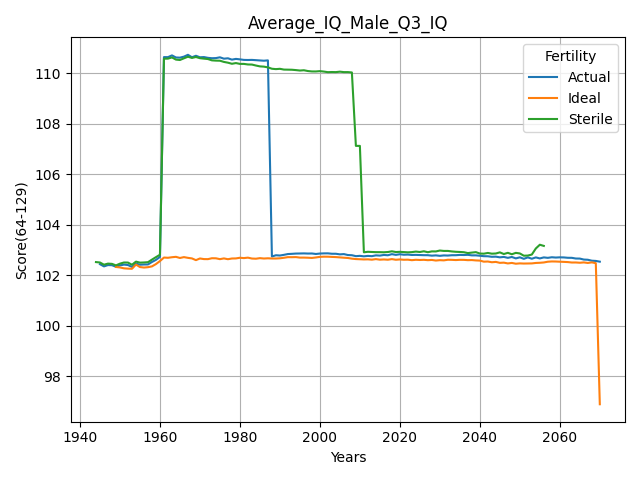 Average_IQ_Male_Q3_IQ
Fertility
Actual
Ideal
Sterile
Score(64-129)
110
108
106
104
102
100
98
1940 1960 1980 2000 2020 2040 2060
Years